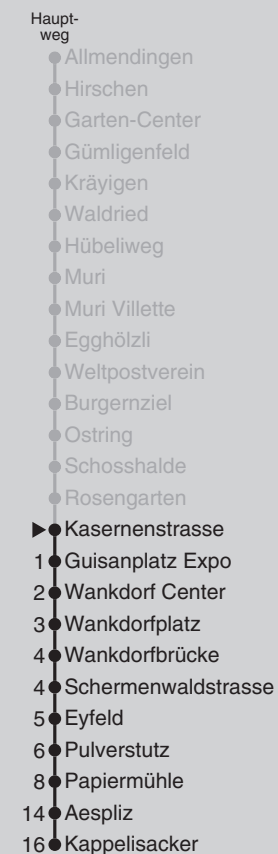 Haupt-
weg
Allmendingen
Hirschen
Garten-Center
Gümligenfeld
Kräyigen
Waldried
Hübeliweg
Muri
Muri Villette
Egghölzli
Weltpostverein
Burgernziel
Ostring
Schosshalde
Rosengarten
Kasernenstrasse
1 Guisanplatz Expo
2 Wankdorf Center
3 Wankdorfplatz
4 Wankdorfbrücke
4 Schermenwaldstrasse
5 Eyfeld
6 Pulverstutz
8 Papiermühle
14 Aespliz
16 Kappelisacker